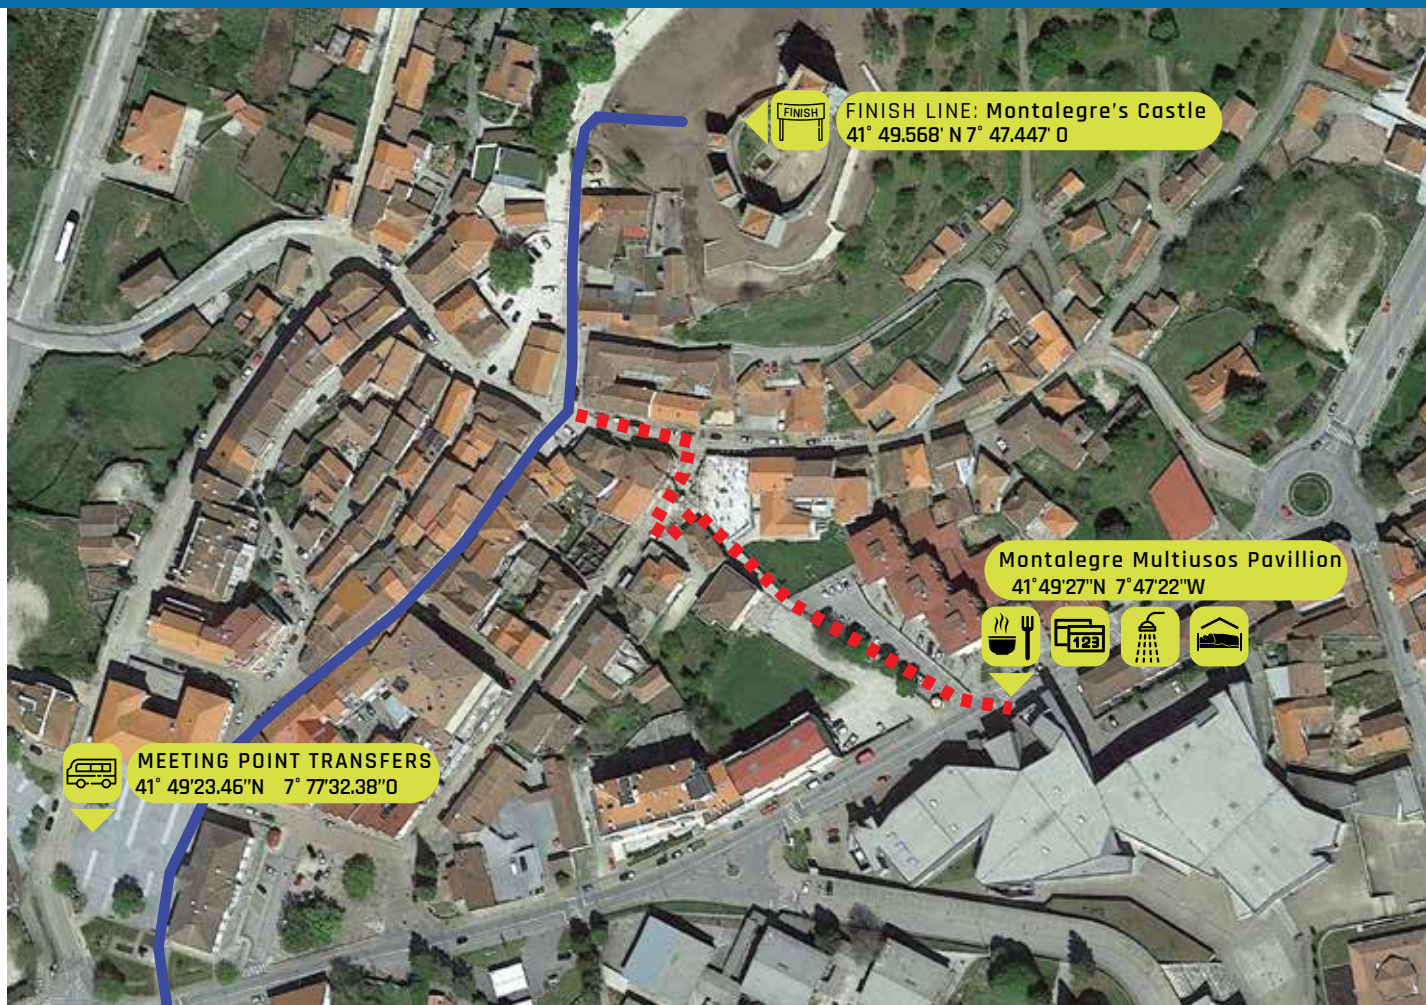 FINISH
FINISH LINE: Montalegre's Castle
41° 49.568' N 7° 47.447' O
Montalegre Multiusos Pavillion
41°49'27"N 7°47'22"W
123
MEETING POINT TRANSFERS
41° 49'23.46"N 7° 77'32.38"O